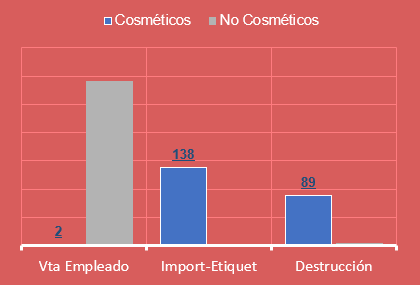 Cosméticos No Cosméticos
138
89
2
Vta Empleado Import-Etiquet Destrucción